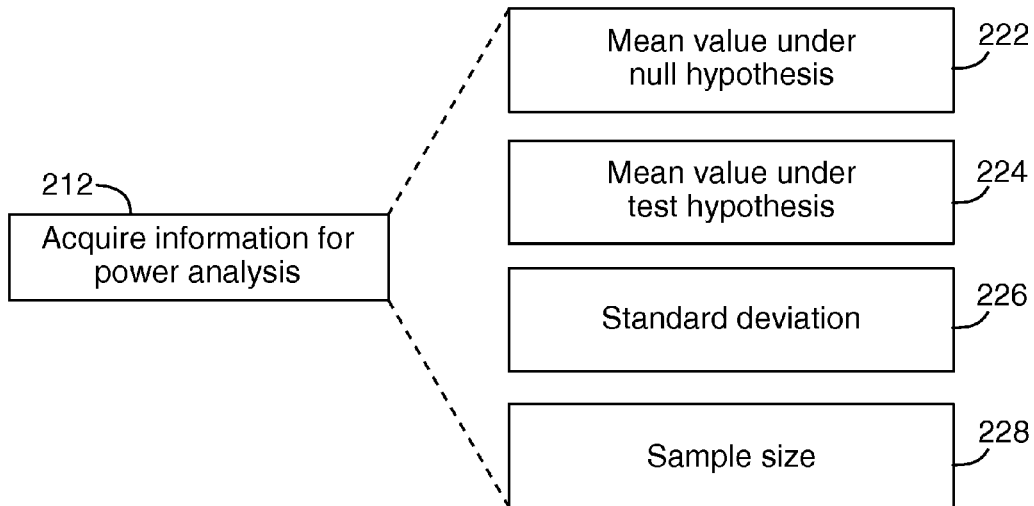 212
Acquire information for
power analysis
222
Mean value under
null hypothesis
224
Mean value under
test hypothesis
226
Standard deviation
228
Sample size